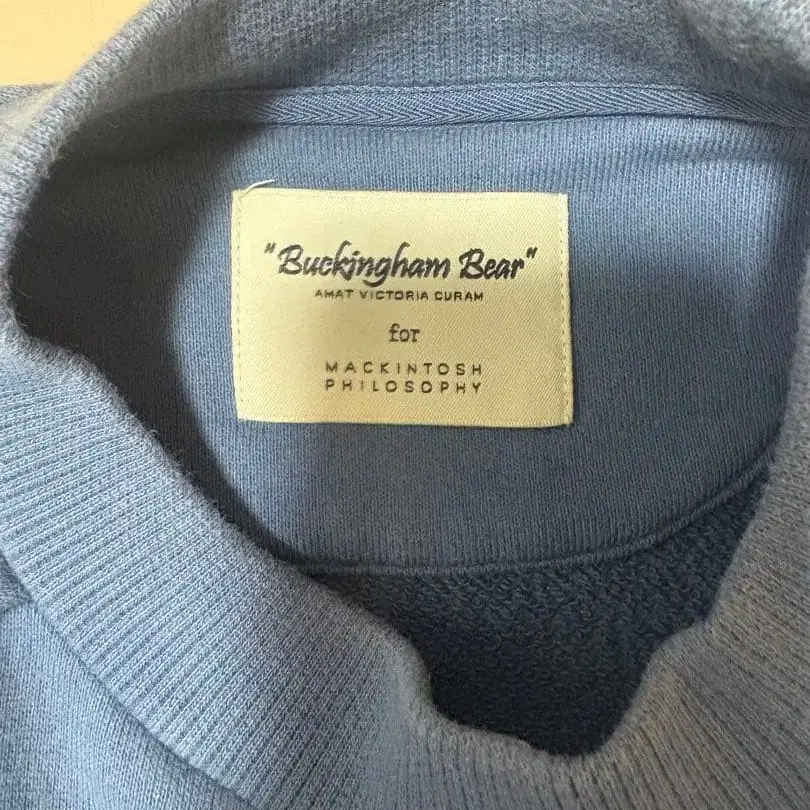 "Buckingham Bear"
AMAT VICTORIA CURAM
for
MACKINTOSH
PHILOSOPHY